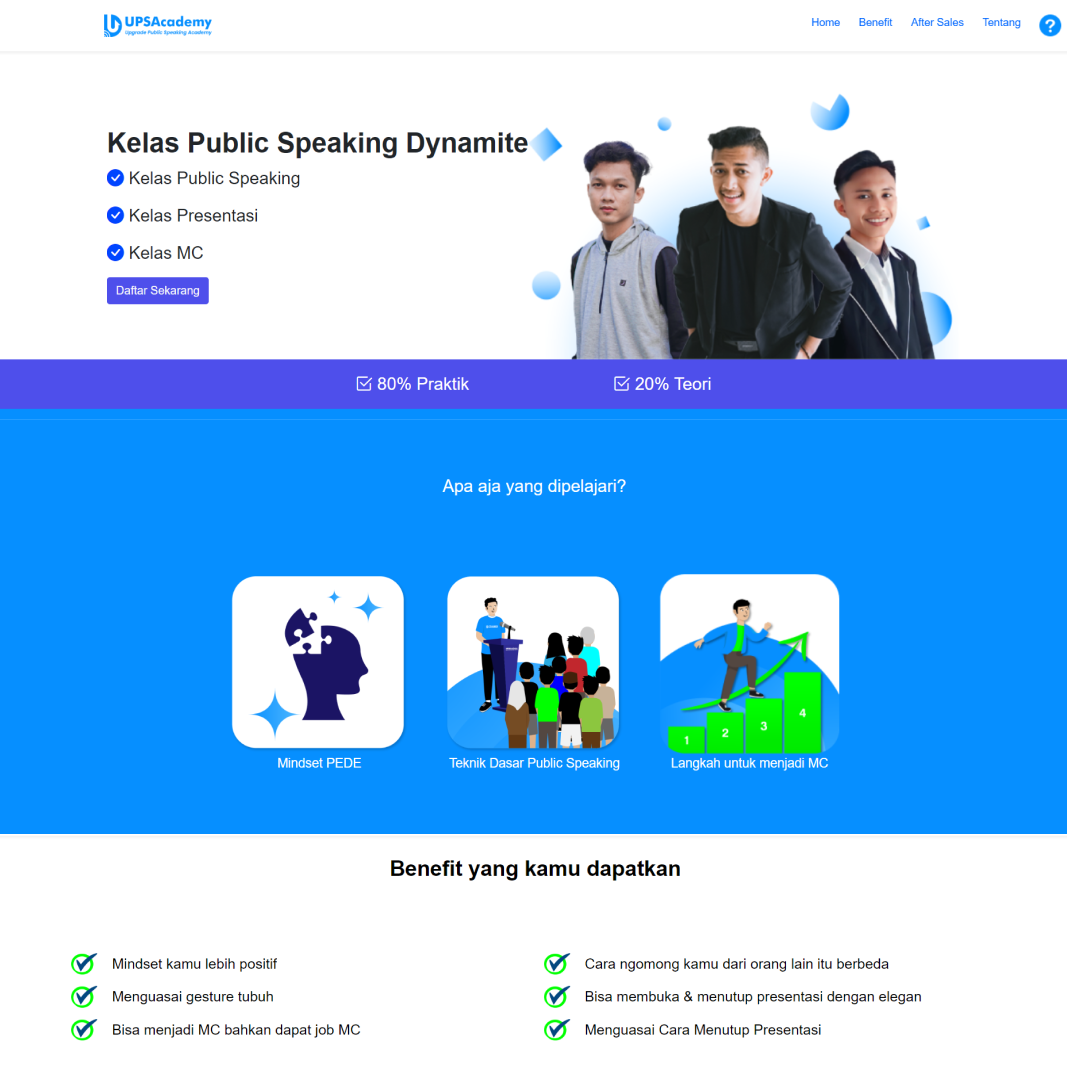 UPSAcademy
Upgrade Public Speaking Academy
Home
Benefit
After Sales
Tentang
?
Kelas Public Speaking Dynamite
Kelas Public Speaking
Kelas Presentasi
Kelas MC
Daftar Sekarang
80% Praktik
20% Teori
Apa aja yang dipelajari?
1
2
3
4
Mindset PEDE
Teknik Dasar Public Speaking
Langkah untuk menjadi MC
Benefit yang kamu dapatkan
Mindset kamu lebih positif
Menguasai gesture tubuh
Bisa menjadi MC bahkan dapat job MC
Cara ngomong kamu dari orang lain itu berbeda
Bisa membuka & menutup presentasi dengan elegan
Menguasai Cara Menutup Presentasi